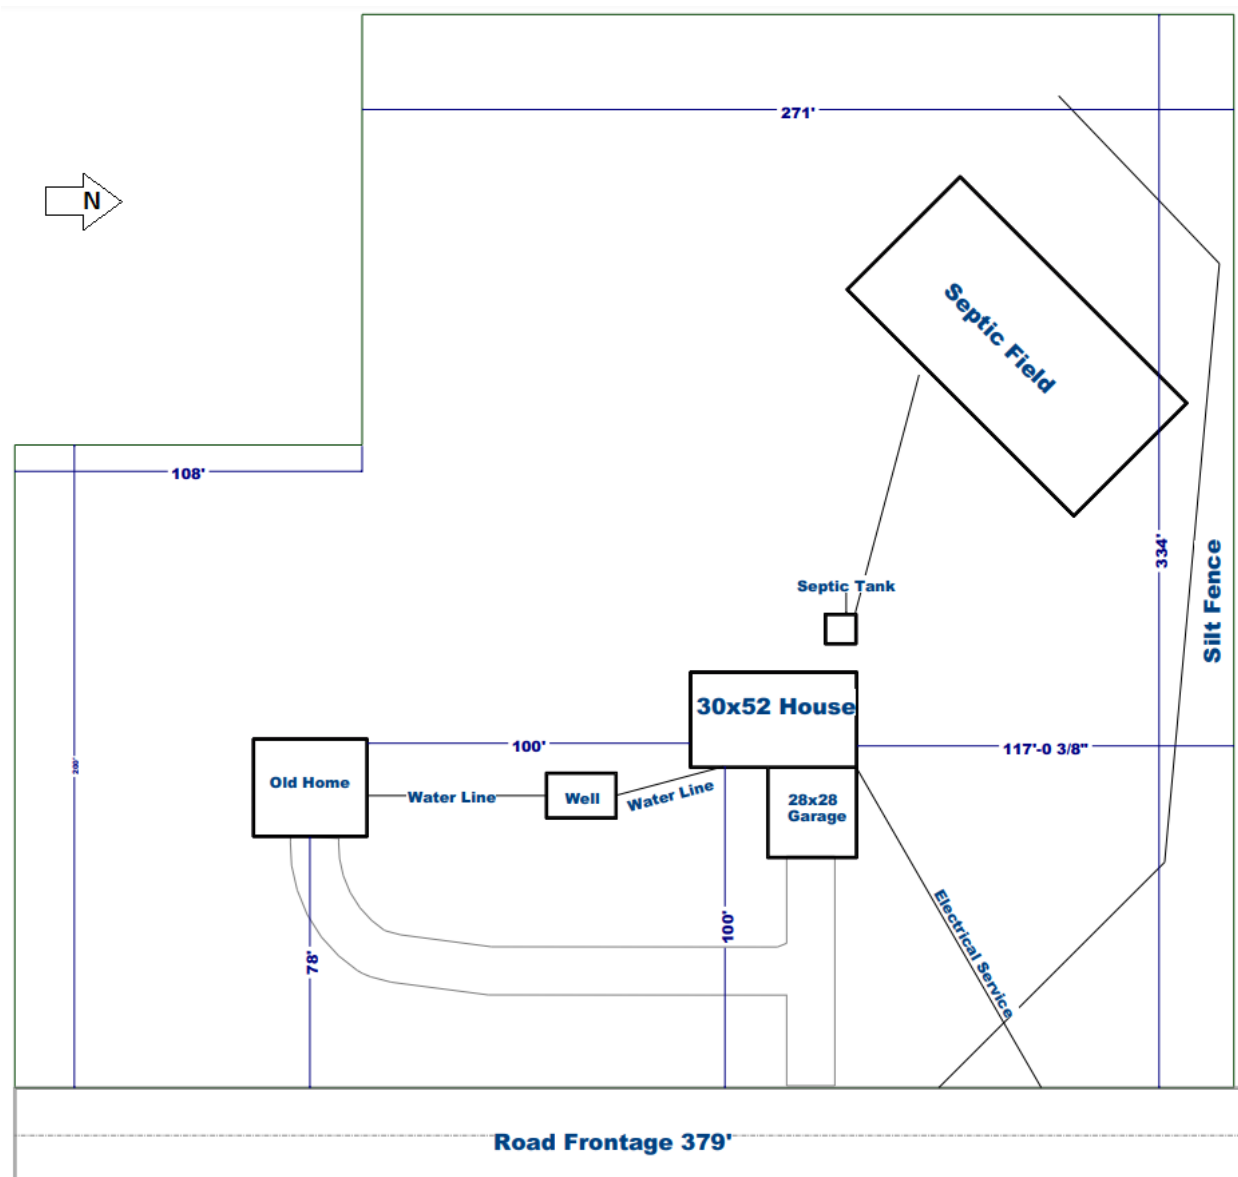 271'
N
Septic Field
108'
334'
Silt Fence
Septic Tank
30x52 House
100'
117'-0 3/8"
200'
Old Home
Water Line
Well
Water Line
28x28
Garage
Electrical Service
78'
100'
Road Frontage 379'